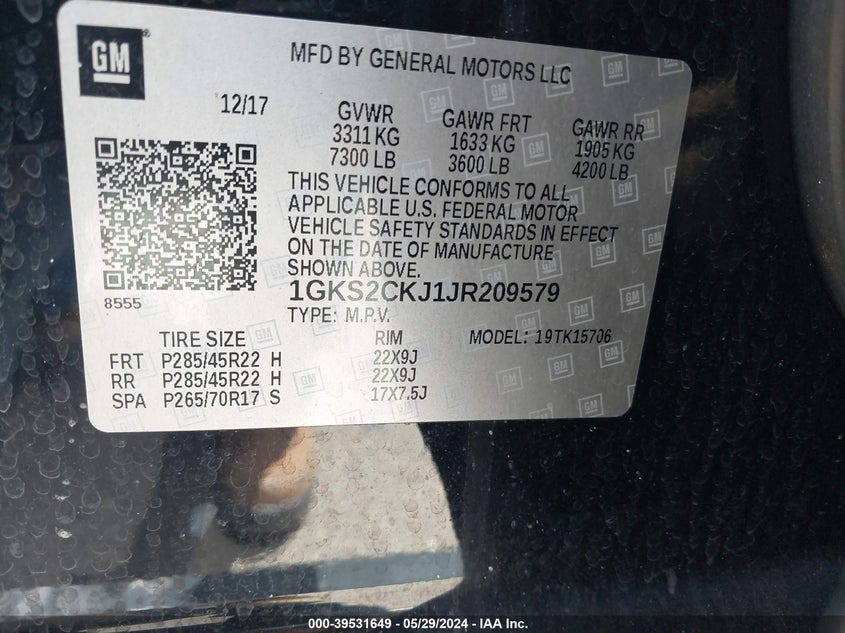 GM
MFD BY GENERAL MOTORS LLC
12/17
GVWR
3311 KG
7300 LB
GAWR FRT
1633 KG
3600 LB
GAWR RR
1905 KG
4200 LB
THIS VEHICLE CONFORMS TO ALL
APPLICABLE U.S. FEDERAL MOTOR
VEHICLE SAFETY STANDARDS IN EFFECT
ON THE DATE OF MANUFACTURE
SHOWN ABOVE.
8555
1GKS2CKJ1JR209579
TYPE: M.P.V.
MODEL: 19TK15706
TIRE SIZE RIM
FRT P285/45R22 H 22X9J
RR P285/45R22 H 22X9J
SPA P265/70R17 S 17X7.5J
000-39531649 - 05/29/2024 - IAA Inc.